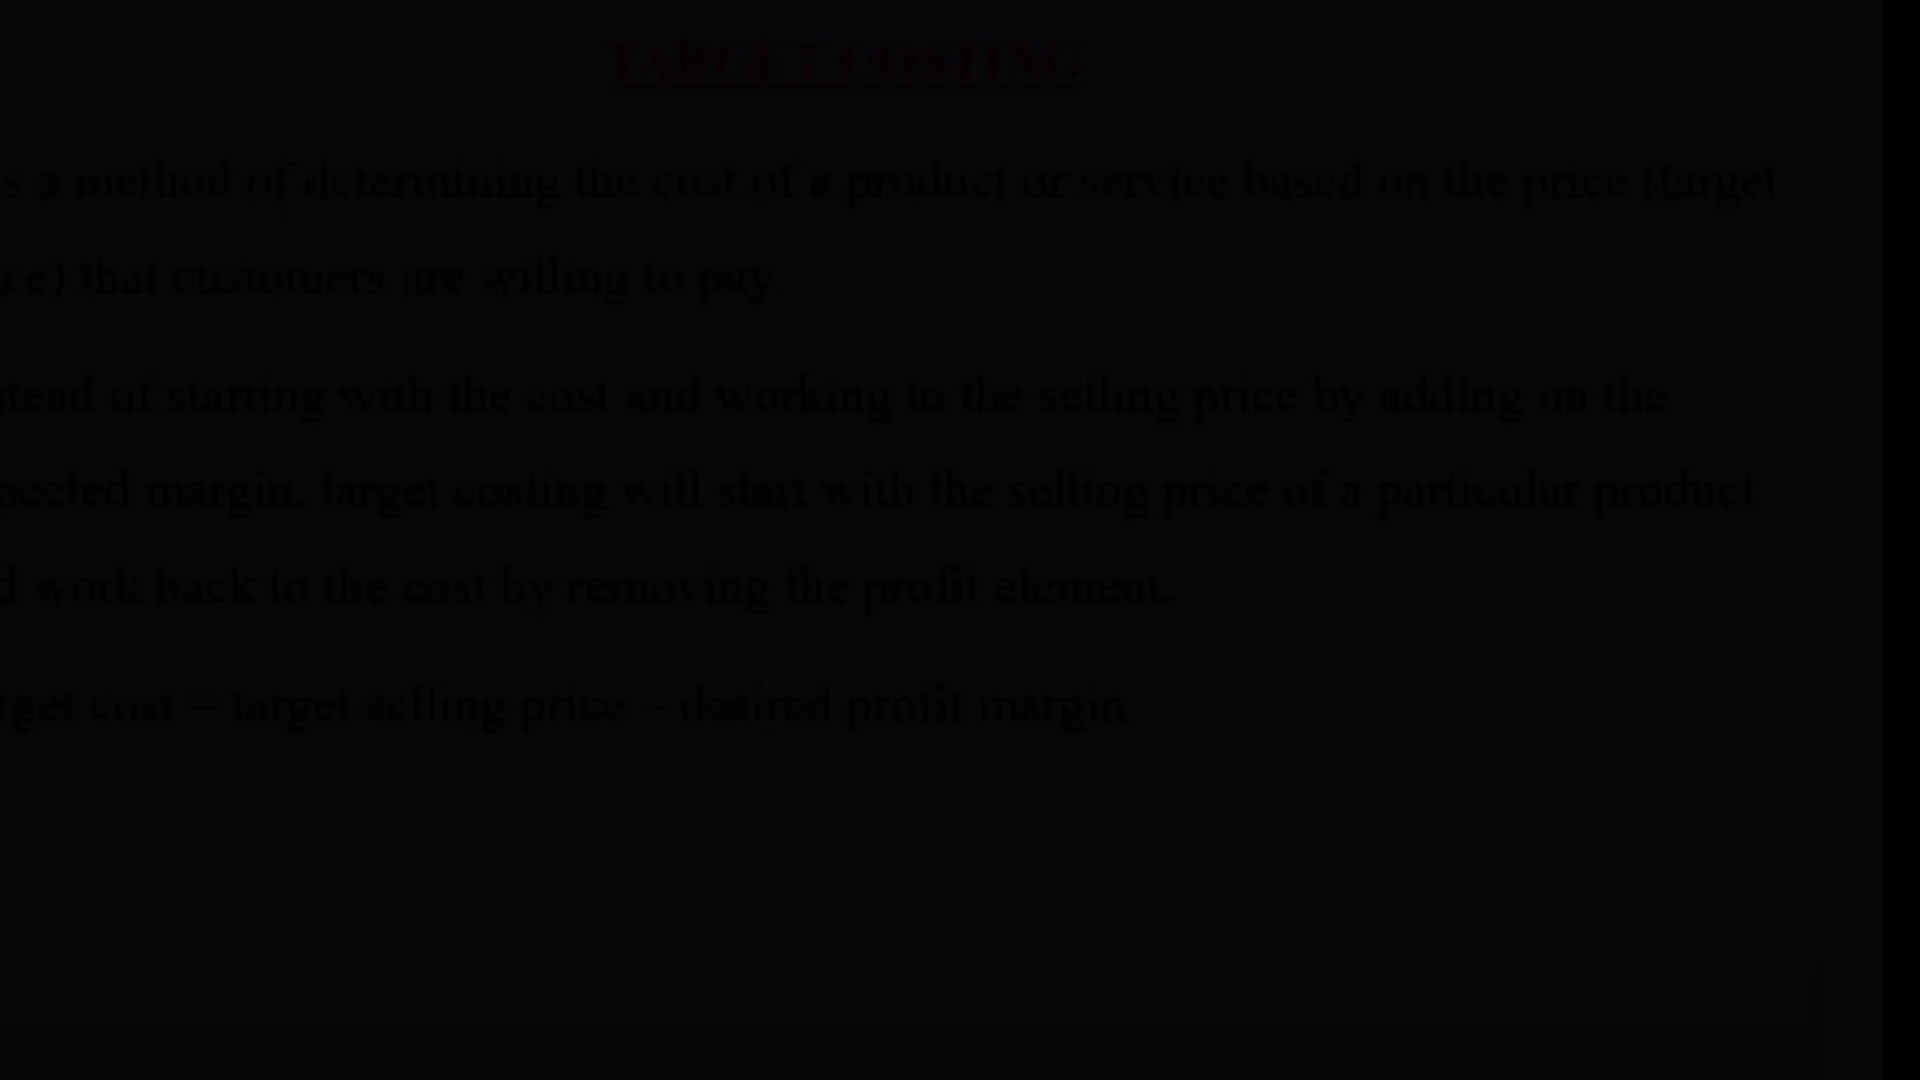 TARGET COSTING
s a method of determining the cost of a product or service based on the price (target
ce) that customers are willing to pay.
tead of starting with the cost and working to the selling price by adding on the
pected margin, target costing will start with the selling price of a particular product
d work back to the cost by removing the profit element.
rget cost = target selling price – desired profit margin